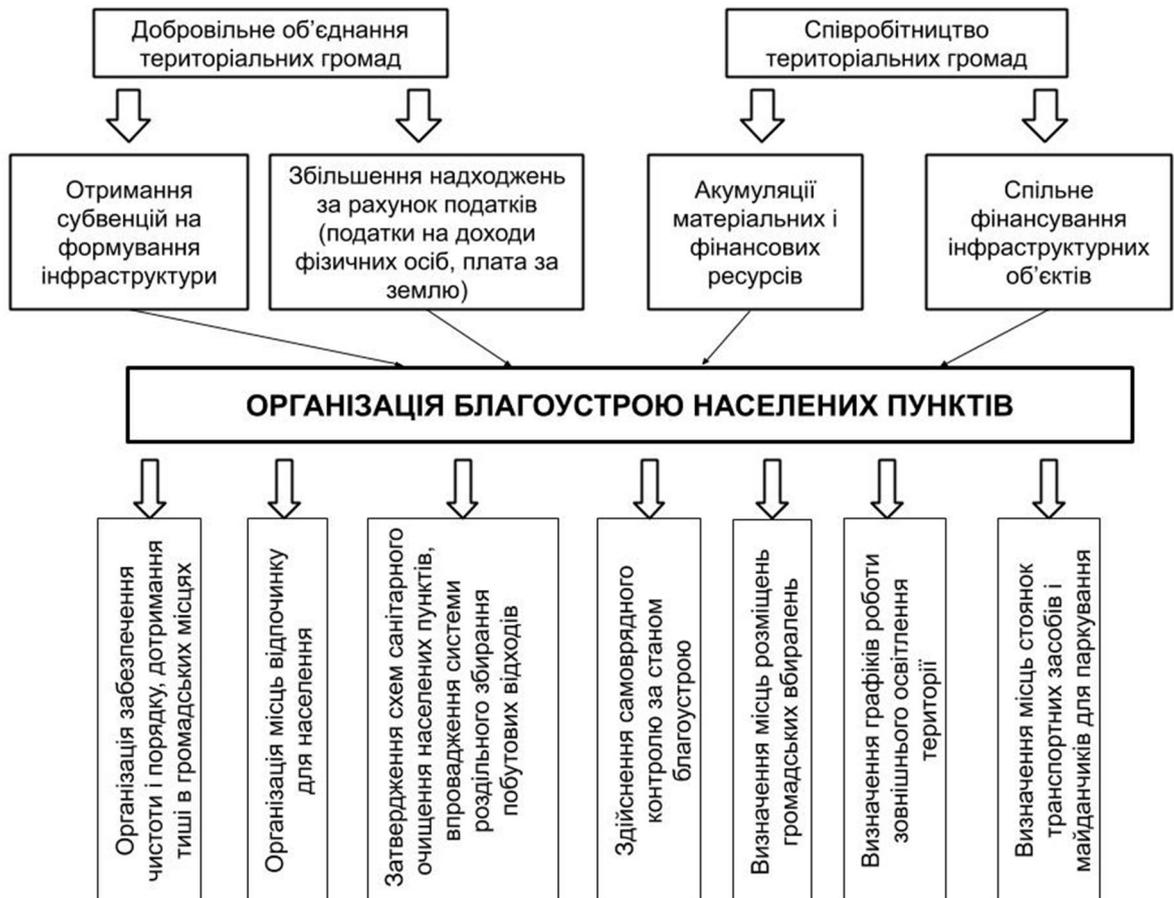 Добровільне об’єднання
територіальних громад
Співробітництво
територіальних громад
Отримання
субвенцій на
формування
інфраструктури
Збільшення надходжень
за рахунок податків
(податки на доходи
фізичних осіб, плата за
землю)
Акумуляції
матеріальних і
фінансових
ресурсів
Спільне
фінансування
інфраструктурних
об’єктів
ОРГАНІЗАЦІЯ БЛАГОУСТРОЮ НАСЕЛЕНИХ ПУНКТІВ
Організація забезпечення
чистоти і порядку, дотримання
тиші в громадських місцях
Організація місць відпочинку
для населення
Затвердження схем санітарного
очищення населених пунктів,
впровадження системи
роздільного збирання
побутових відходів
Здійснення самоврядного
контролю за станом
благоустрою
Визначення місць розміщень
громадських вбиралень
Визначення графіків роботи
зовнішнього освітлення
території
Визначення місць стоянок
транспортних засобів і
майданчиків для паркування